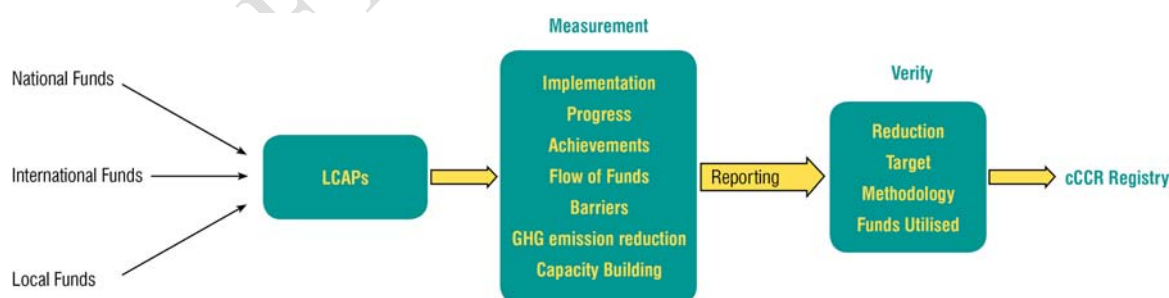 National Funds
International Funds
Local Funds
LCAPs
Measurement
Implementation
Progress
Achievements
Flow of Funds
Barriers
GHG emission reduction
Capacity Building
Reporting
Verify
Reduction
Target
Methodology
Funds Utilised
cCCR Registry